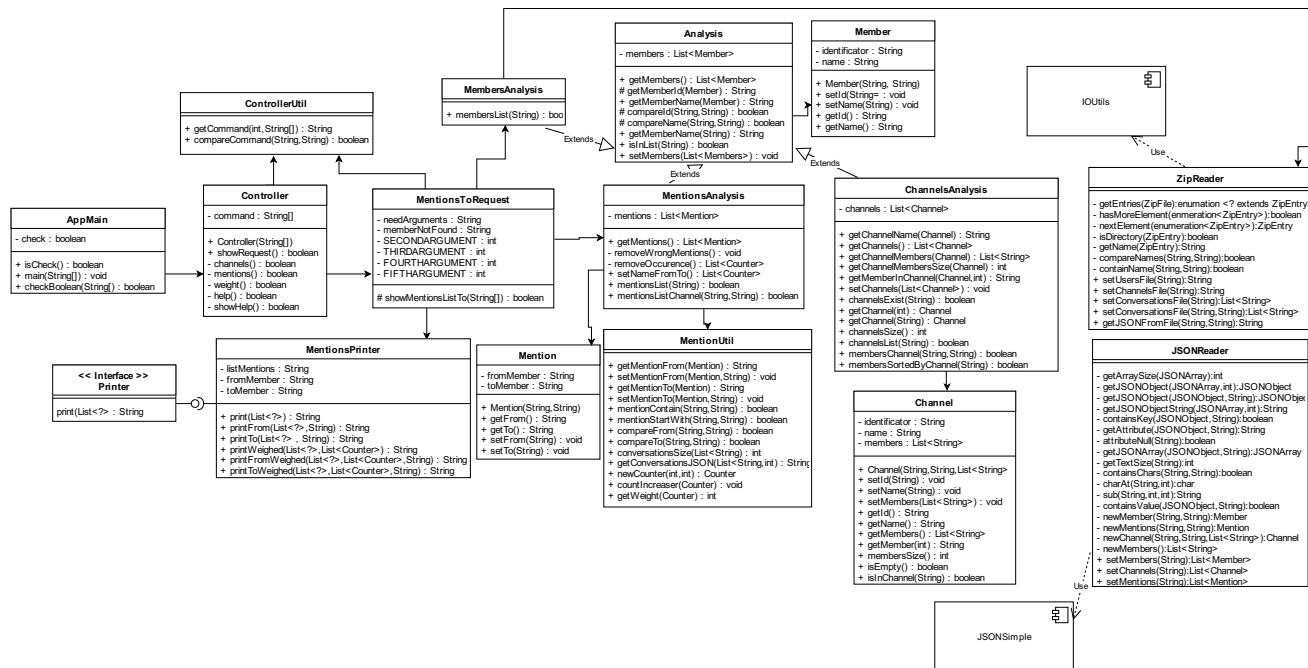 Analysis
- members : List<Member>
+ getMembers() : List<Member>
# getMemberId(Member) : String
+ getMemberName(Member) : String
# compareId(String,String) : boolean
# compareName(String,String) : boolean
+ getMemberName(String) : String
+ isInList(String) : boolean
+ setMembers(List<Members>) : void
Member
- identificator : String
- name : String
+ Member(String, String)
+ setId(String= : void
+ setName(String) : void
+ getId() : String
+ getName() : String
MembersAnalysis
+ membersList(String) : boo
Extends
Extends
Extends
IOUtils
Use
ControllerUtil
+ getCommand(int,String[]) : String
+ compareCommand(String,String) : boolean
AppMain
- check : boolean
+ isCheck() : boolean
+ main(String[]) : void
+ checkBoolean(String[] ) : boolean
Controller
- command : String[]
+ Controller(String[])
+ showRequest() : boolean
- channels() : boolean
- mentions() : boolean
- weight() : boolean
- help() : boolean
- showHelp() : boolean
MentionsToRequest
- needArguments : String
- memberNotFound : String
- SECONDARGUMENT : int
- THIRDARGUMENT : int
- FOURTHARGUMENT : int
- FIFTHARGUMENT : int
# showMentionsListTo(String[]) : boolean
MentionsAnalysis
- mentions : List<Mention>
+ getMentions() : List<Mention>
- removeWrongMentions() : void
- removeOccurence() : List<Counter>
+ setNameFromTo() : List<Counter>
+ mentionsList(String) : boolean
+ mentionsListChannel(String,String) : boolean
ChannelsAnalysis
- channels : List<Channel>
+ getChannelName(Channel) : String
+ getChannels() : List<Channel>
+ getChannelMembers(Channel) : List<String>
+ getChannelMembersSize(Channel) : int
+ getMemberInChannel(Channel,int) : String
+ setChannels(List<Channel>) : void
+ channelsExist(String) : boolean
+ getChannel(int) : Channel
+ getChannel(String) : Channel
+ channelsSize() : int
+ channelsList(String) : boolean
+ membersChannel(String,String) : boolean
+ membersSortedByChannel(String) : boolean
ZipReader
- getEntries(ZipFile):enumation <? extends ZipEntry
- hasMoreElement(enmeration<ZipEntry>):boolean
- nextElement(enumeration<ZipEntry>):ZipEntry
- isDirectory(ZipEntry):boolean
- getName(ZipEntry):String
- compareNames(String,String):boolean
- containName(String,String):boolean
+ setUsersFile(String):String
+ setChannelsFile(String):String
+ setConversationsFile(String):List<String>
+ setConversationsFile(String,String):List<String>
+ getJSONFromFile(String,String):String
<< Interface >>
Printer
print(List<?>) : String
MentionsPrinter
- listMentions : String
- fromMember : String
- toMember : String
+ print(List<?>) : String
+ printFrom(List<?>,String) : String
+ printTo(List<?> , String) : String
+ printWeighed(List<?>,List<Counter>) : String
+ printFromWeighed(List<?>,List<Counter>,String) : String
+ printToWeighed(List<?>,List<Counter>,String) : String
Mention
- fromMember : String
- toMember : String
+ Mention(String,String)
+ getFrom() : String
+ getTo() : String
+ setFrom(String) : void
+ setTo(String) : void
MentionUtil
+ getMentionFrom(Mention) : String
+ setMentionFrom(Mention,String) : void
+ getMentionTo(Mention) : String
+ setMentionTo(Mention,String) : void
+ mentionContain(String,String) : boolean
+ mentionStartWith(String,String) : boolean
+ compareFrom(String,String) : boolean
+ compareTo(String,String) : boolean
+ conversationsSize(List<String) : int
+ getConversationsJSON(List<String,int) : String
+ newCounter(int,int) : Counter
+ countIncreaser(Counter) : void
+ getWeight(Counter) : int
Channel
- identificator : String
- name : String
- members : List<String>
+ Channel(String,String,List<String>)
+ setId(String) : void
+ setName(String) : void
+ setMembers(List<String>) : void
+ getId() : String
+ getName() : String
+ getMembers() : List<String>
+ getMember(int) : String
+ membersSize() : int
+ isEmpty() : boolean
+ isInChannel(String) : boolean
JSONReader
- getArraySize(JSONArray):int
- getJSONObject(JSONArray,int):JSONObject
- getJSONObject(JSONObject,String):JSONObjec
- getJSONObjectString(JSONArray,int):String
- containsKey(JSONObject,String):boolean
- getAttribute(JSONObject,String):String
- attributeNull(String):boolean
- getJSONArray(JSONObject,String):JSONArray
- getTextSize(String):int
- containsChars(String,String):boolean
- charAt(String,int):char
- sub(String,int,int):String
- containsValue(JSONObject,String):boolean
- newMember(String,String):Member
- newMentions(String,String):Mention
- newChannel(String,String,List<String>):Channel
- newMembers():List<String>
+ setMembers(String):List<Member>
+ setChannels(String):List<Channel>
+ setMentions(String):List<Mention>
Use
JSONSimple